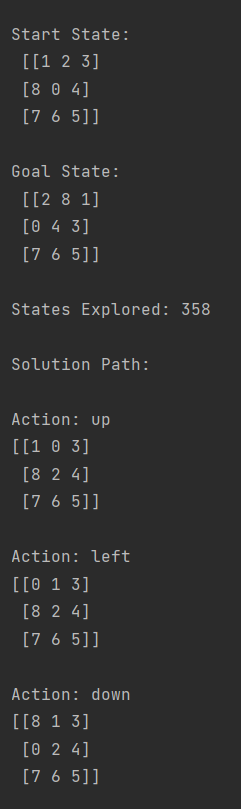 Start State:
[[1 2 3]
[8 0 4]
[7 6 5]]
Goal State:
[[2 8 1]
[0 4 3]
[7 6 5]]
States Explored: 358
Solution Path:
Action: up
[[1 0 3]
[8 2 4]
[7 6 5]]
Action: left
[[0 1 3]
[8 2 4]
[7 6 5]]
Action: down
[[8 1 3]
[0 2 4]
[7 6 5]]